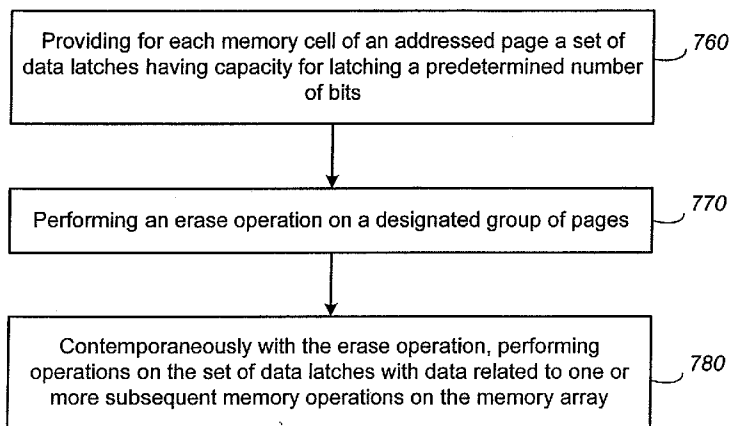 Providing for each memory cell of an addressed page a set of
data latches having capacity for latching a predetermined number
of bits
760
Performing an erase operation on a designated group of pages
770
Contemporaneously with the erase operation, performing
operations on the set of data latches with data related to one or
more subsequent memory operations on the memory array
780